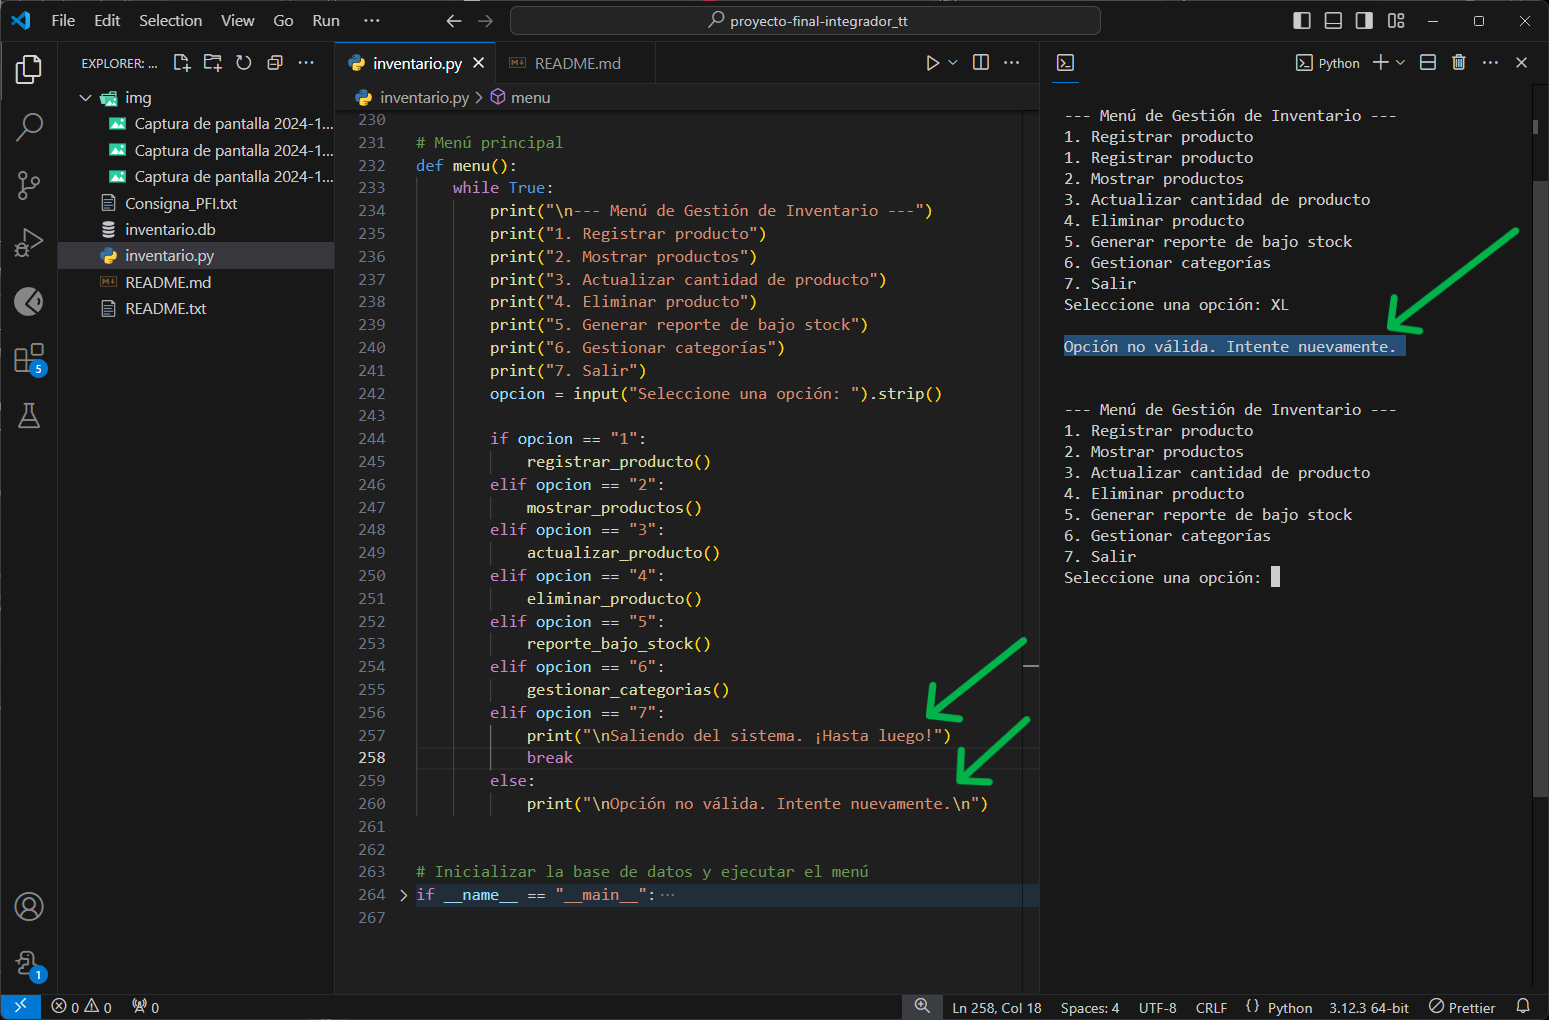 File Edit Selection View Go Run ···
proyecto-final-integrador_tt
EXPLORER: ...
img
Captura de pantalla 2024-1...
Captura de pantalla 2024-1...
Captura de pantalla 2024-1...
Consigna_PFI.txt
inventario.db
inventario.py
README.md
README.txt
5
1
inventario.py
README.md
inventario.py > menu
230
231 # Menú principal
232 def menu():
233 while True:
234 print("\n--- Menú de Gestión de Inventario ---")
235 print("1. Registrar producto")
236 print("2. Mostrar productos")
237 print("3. Actualizar cantidad de producto")
238 print("4. Eliminar producto")
239 print("5. Generar reporte de bajo stock")
240 print("6. Gestionar categorías")
241 print("7. Salir")
242 opcion = input("Seleccione una opción: ").strip()
243
244 if opcion == "1":
245 registrar_producto()
246 elif opcion == "2":
247 mostrar_productos()
248 elif opcion == "3":
249 actualizar_producto()
250 elif opcion == "4":
251 eliminar_producto()
252 elif opcion == "5":
253 reporte_bajo_stock()
254 elif opcion == "6":
255 gestionar_categorias()
256 elif opcion == "7":
257 print("\nSaliendo del sistema. ¡Hasta luego!")
258 break
259 else:
260 print("\nOpción no válida. Intente nuevamente.\n")
261
262
263 # Inicializar la base de datos y ejecutar el menú
264 if __name__ == "__main__": ···
267
Python
--- Menú de Gestión de Inventario ---
1. Registrar producto
1. Registrar producto
2. Mostrar productos
3. Actualizar cantidad de producto
4. Eliminar producto
5. Generar reporte de bajo stock
6. Gestionar categorías
7. Salir
Seleccione una opción: XL
Opción no válida. Intente nuevamente.
--- Menú de Gestión de Inventario ---
1. Registrar producto
2. Mostrar productos
3. Actualizar cantidad de producto
4. Eliminar producto
5. Generar reporte de bajo stock
6. Gestionar categorías
7. Salir
Seleccione una opción:
0 0 0 Ln 258, Col 18 Spaces: 4 UTF-8 CRLF {} Python 3.12.3 64-bit Prettier